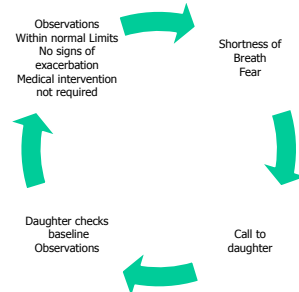 Observations
Within normal Limits
No signs of
exacerbation
Medical intervention
not required
Shortness of
Breath
Fear
Call to
daughter
Daughter checks
baseline
Observations